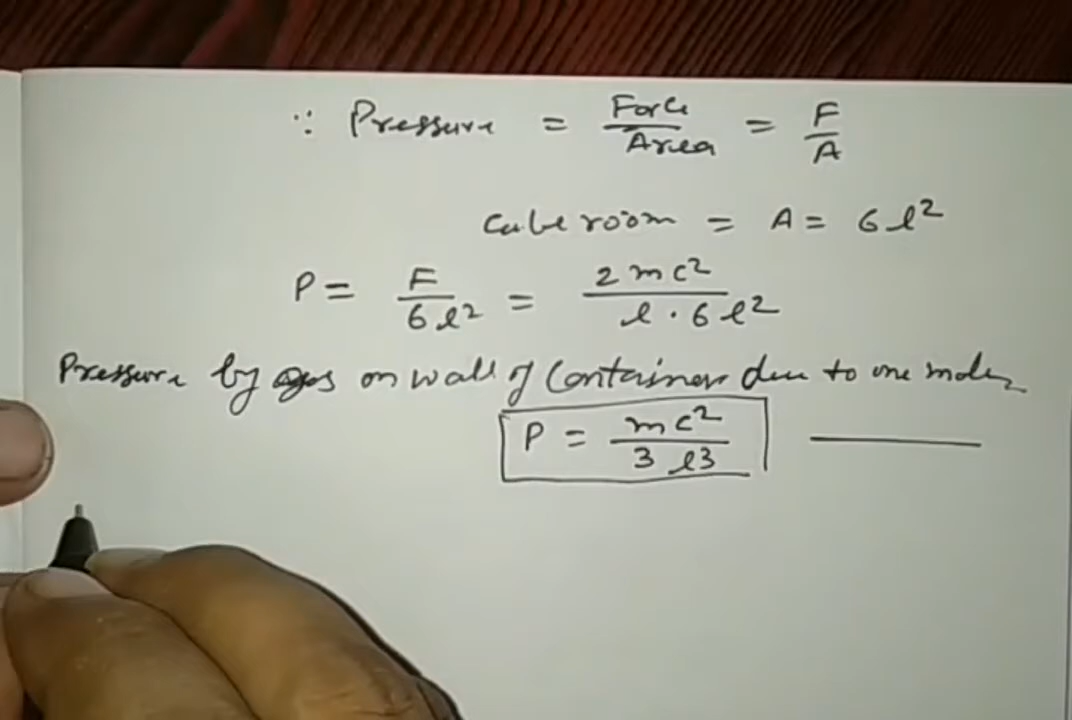 ∵ Pressure = Force/Area = F/A
Cube room = A = 6l²
P = F/6l² = 2mc²/l·6l²
Pressure by gas on wall of Container due to one
P = mc²/3l³